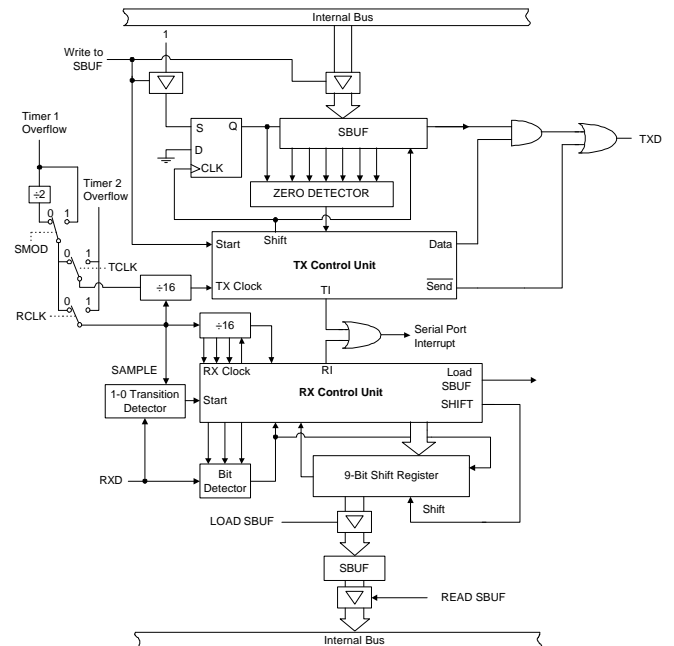 Internal Bus
1
Write to
SBUF
Timer 1
Overflow
S
Q
D
CLK
SBUF
TXD
Timer 2
Overflow
÷2
ZERO DETECTOR
0
1
SMOD
Shift
Start
Data
TX Control Unit
0
1
TCLK
÷16
TX Clock
TI
Send
0
1
RCLK
÷16
Serial Port
Interrupt
SAMPLE
RX Clock
RI
Load
SBUF
1-0 Transition
Detector
Start
RX Control Unit
SHIFT
RXD
Bit
Detector
9-Bit Shift Register
Shift
LOAD SBUF
SBUF
READ SBUF
Internal Bus